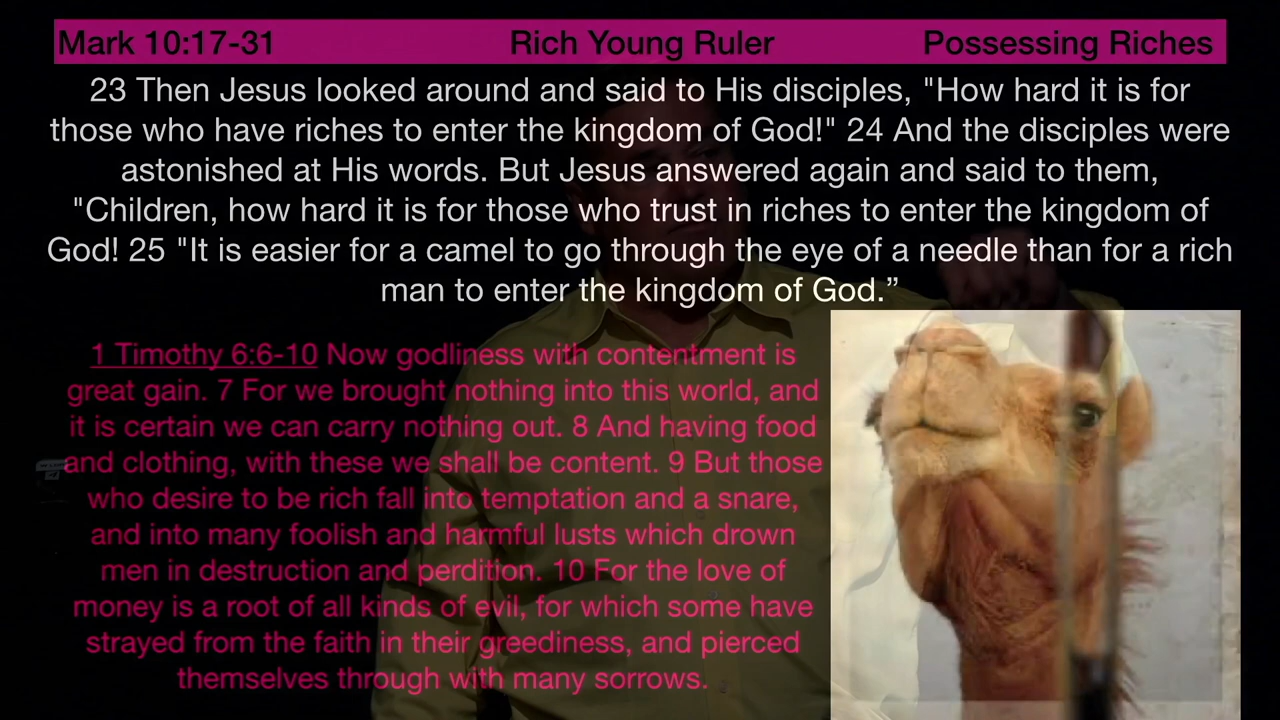 Mark 10:17-31 Rich Young Ruler Possessing Riches
23 Then Jesus looked around and said to His disciples, "How hard it is for
those who have riches to enter the kingdom of God!" 24 And the disciples were
astonished at His words. But Jesus answered again and said to them,
"Children, how hard it is for those who trust in riches to enter the kingdom of
God! 25 "It is easier for a camel to go through the eye of a needle than for a rich
man to enter the kingdom of God.”
1 Timothy 6:6-10 Now godliness with contentment is
great gain. 7 For we brought nothing into this world, and
it is certain we can carry nothing out. 8 And having food
and clothing, with these we shall be content. 9 But those
who desire to be rich fall into temptation and a snare,
and into many foolish and harmful lusts which drown
men in destruction and perdition. 10 For the love of
money is a root of all kinds of evil, for which some have
strayed from the faith in their greediness, and pierced
themselves through with many sorrows.